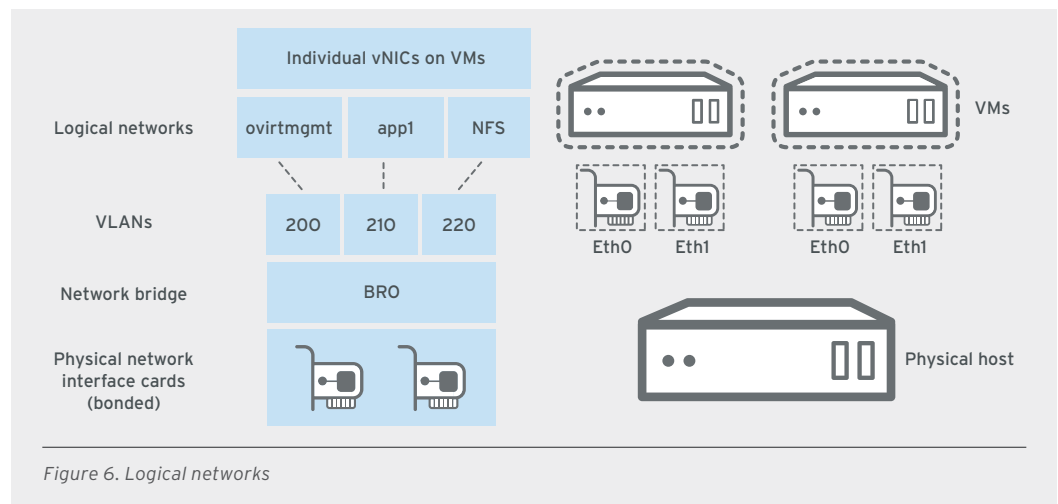 Individual vNICs on VMs
Logical networks
ovirtmgmt
app1
NFS
VLANs
200
210
220
Network bridge
BR0
Physical network
interface cards
(bonded)
VMs
Eth0
Eth1
Eth0
Eth1
Physical host
Figure 6. Logical networks